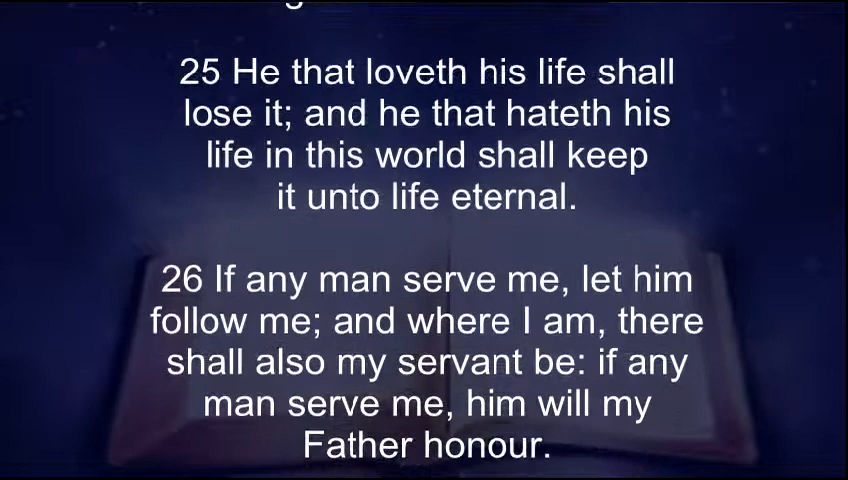 25 He that loveth his life shall
lose it; and he that hateth his
life in this world shall keep
it unto life eternal.
26 If any man serve me, let him
follow me; and where I am, there
shall also my servant be: if any
man serve me, him will my
Father honour.